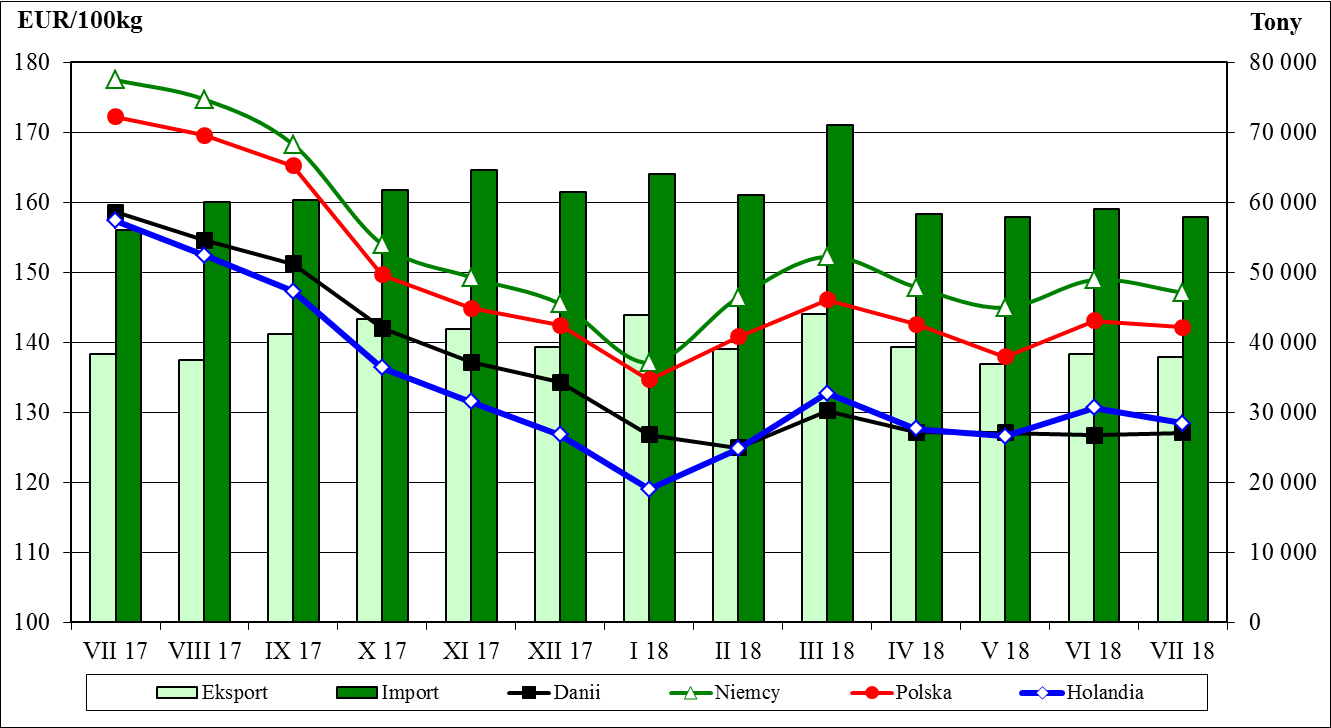 EUR/100kg Tony
180 80 000
170 70 000
160 60 000
150 50 000
140 40 000
130 30 000
120 20 000
110 10 000
100 0
VII 17 VIII 17 IX 17 X 17 XI 17 XII 17 I 18 II 18 III 18 IV 18 V 18 VI 18 VII 18
Eksport Import Danii Niemcy Polska Holandia